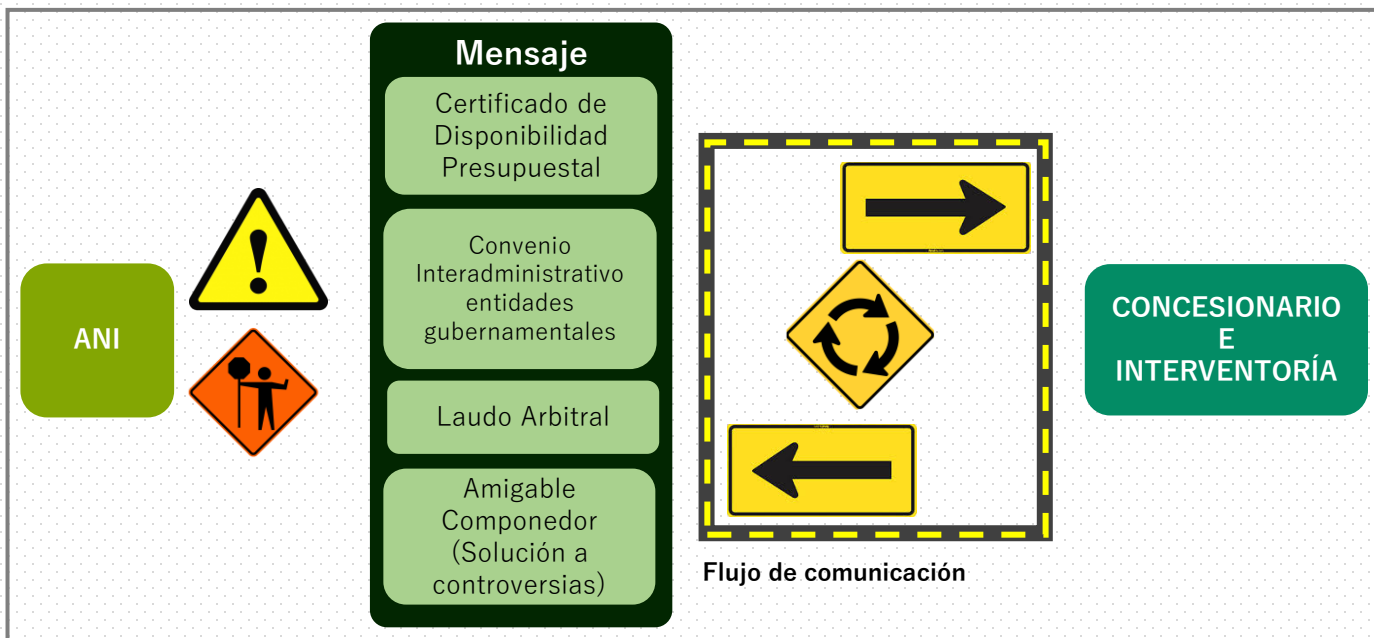 ANI
Mensaje
Certificado de
Disponibilidad
Presupuestal
Convenio
Interadministrativo
entidades
gubernamentales
Laudo Arbitral
Amigable
Componedor
(Solución a
controversias)
Flujo de comunicación
CONCESIONARIO
E
INTERVENTORÍA